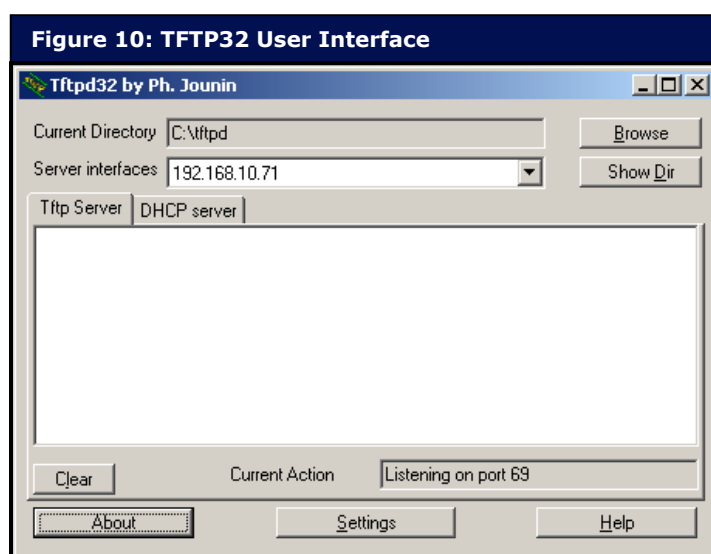 Figure 10: TFTP32 User Interface
Tftpd32 by Ph. Jounin
Current Directory C:\tftpd Browse
Server interfaces 192.168.10.71 Show Dir
Tftp Server DHCP server
Clear Current Action Listening on port 69
About Settings Help